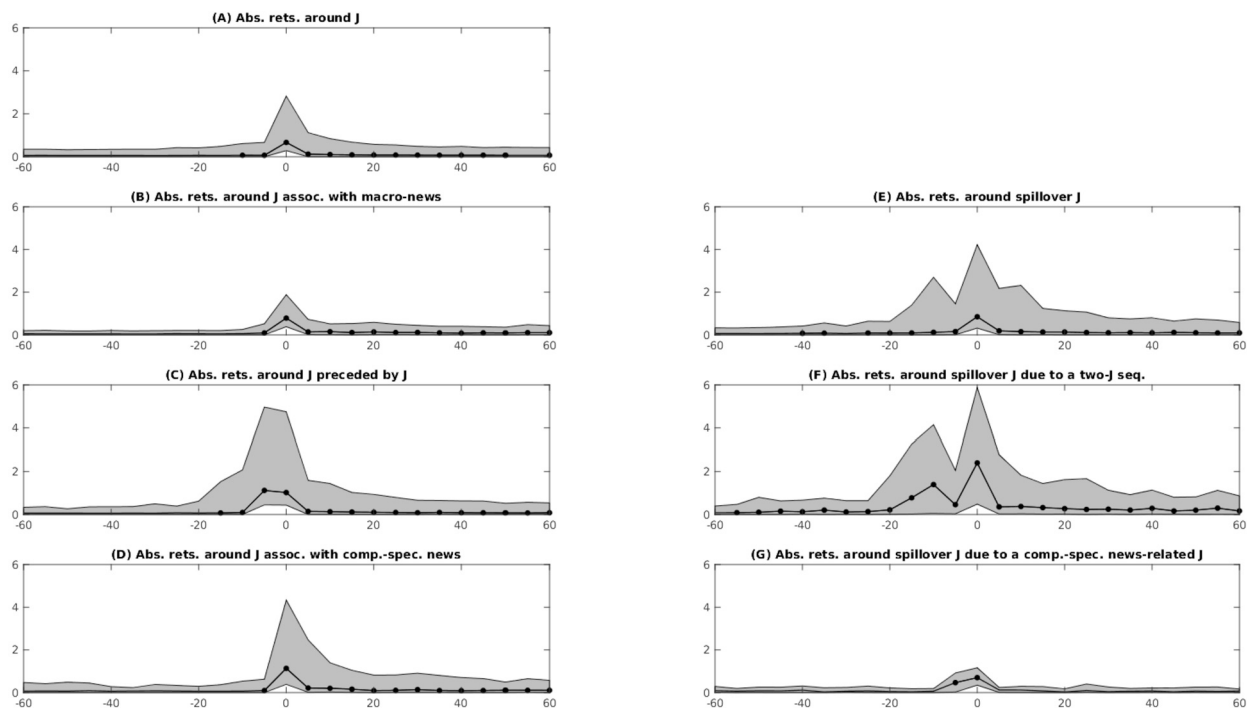 (A) Abs. rets. around J
6
4
2
0
-60 -40 -20 0 20 40 60
(B) Abs. rets. around J assoc. with macro-news
6
4
2
0
-60 -40 -20 0 20 40 60
(C) Abs. rets. around J preceded by J
6
4
2
0
-60 -40 -20 0 20 40 60
(D) Abs. rets. around J assoc. with comp.-spec. news
6
4
2
0
-60 -40 -20 0 20 40 60
(E) Abs. rets. around spillover J
6
4
2
0
-60 -40 -20 0 20 40 60
(F) Abs. rets. around spillover J due to a two-J seq.
6
4
2
0
-60 -40 -20 0 20 40 60
(G) Abs. rets. around spillover J due to a comp.-spec. news-related J
6
4
2
0
-60 -40 -20 0 20 40 60